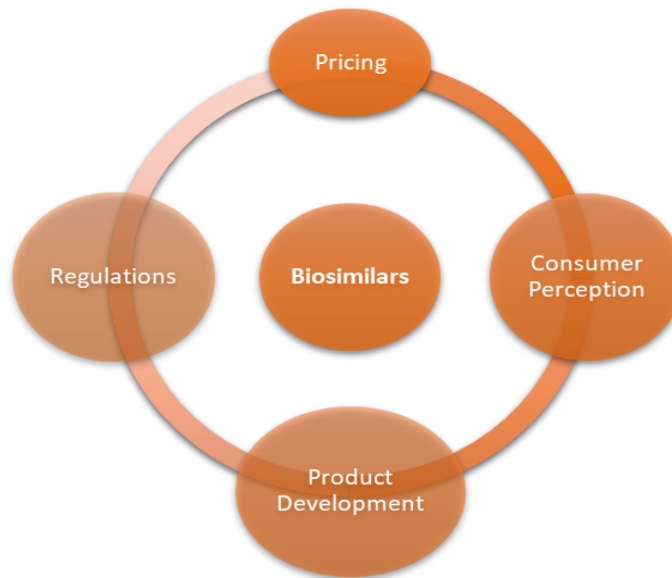 Pricing
Regulations
Biosimilars
Consumer
Perception
Product
Development